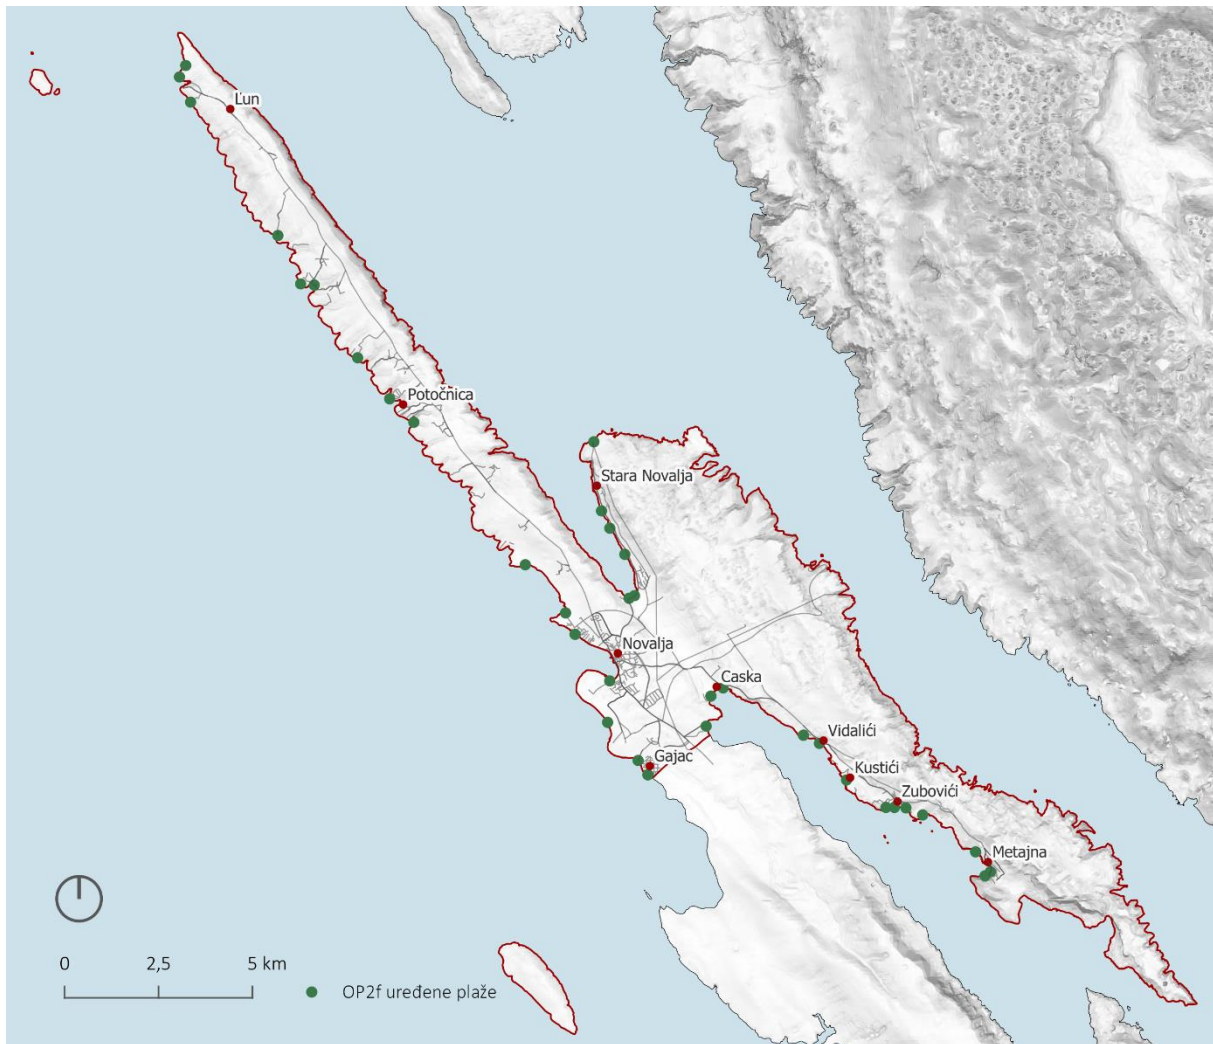 Lun
Potočnica
Stara Novalja
Novalja
Caska
Vidalići
Gajac
Kustići
Zubovići
Metajna
0 2,5 5 km
OP2f uređene plaže